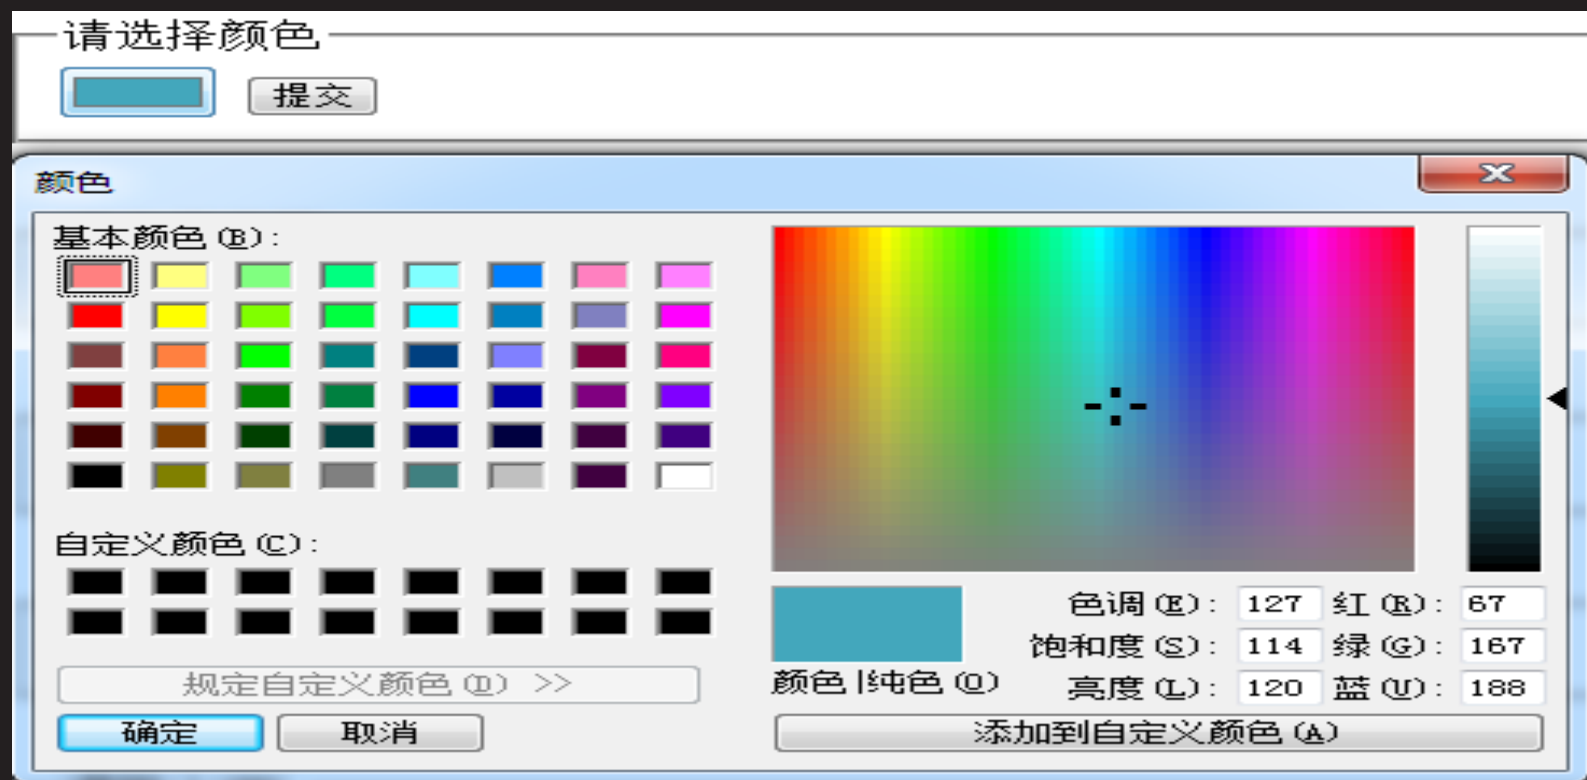 请选择颜色
提交
颜色
基本颜色(B):
自定义颜色(C):
规定自定义颜色(D) >>
确定
取消
颜色|纯色(O)
色调(E): 127 红(R): 67
饱和度(S): 114 绿(G): 167
亮度(L): 120 蓝(U): 188
添加到自定义颜色(A)